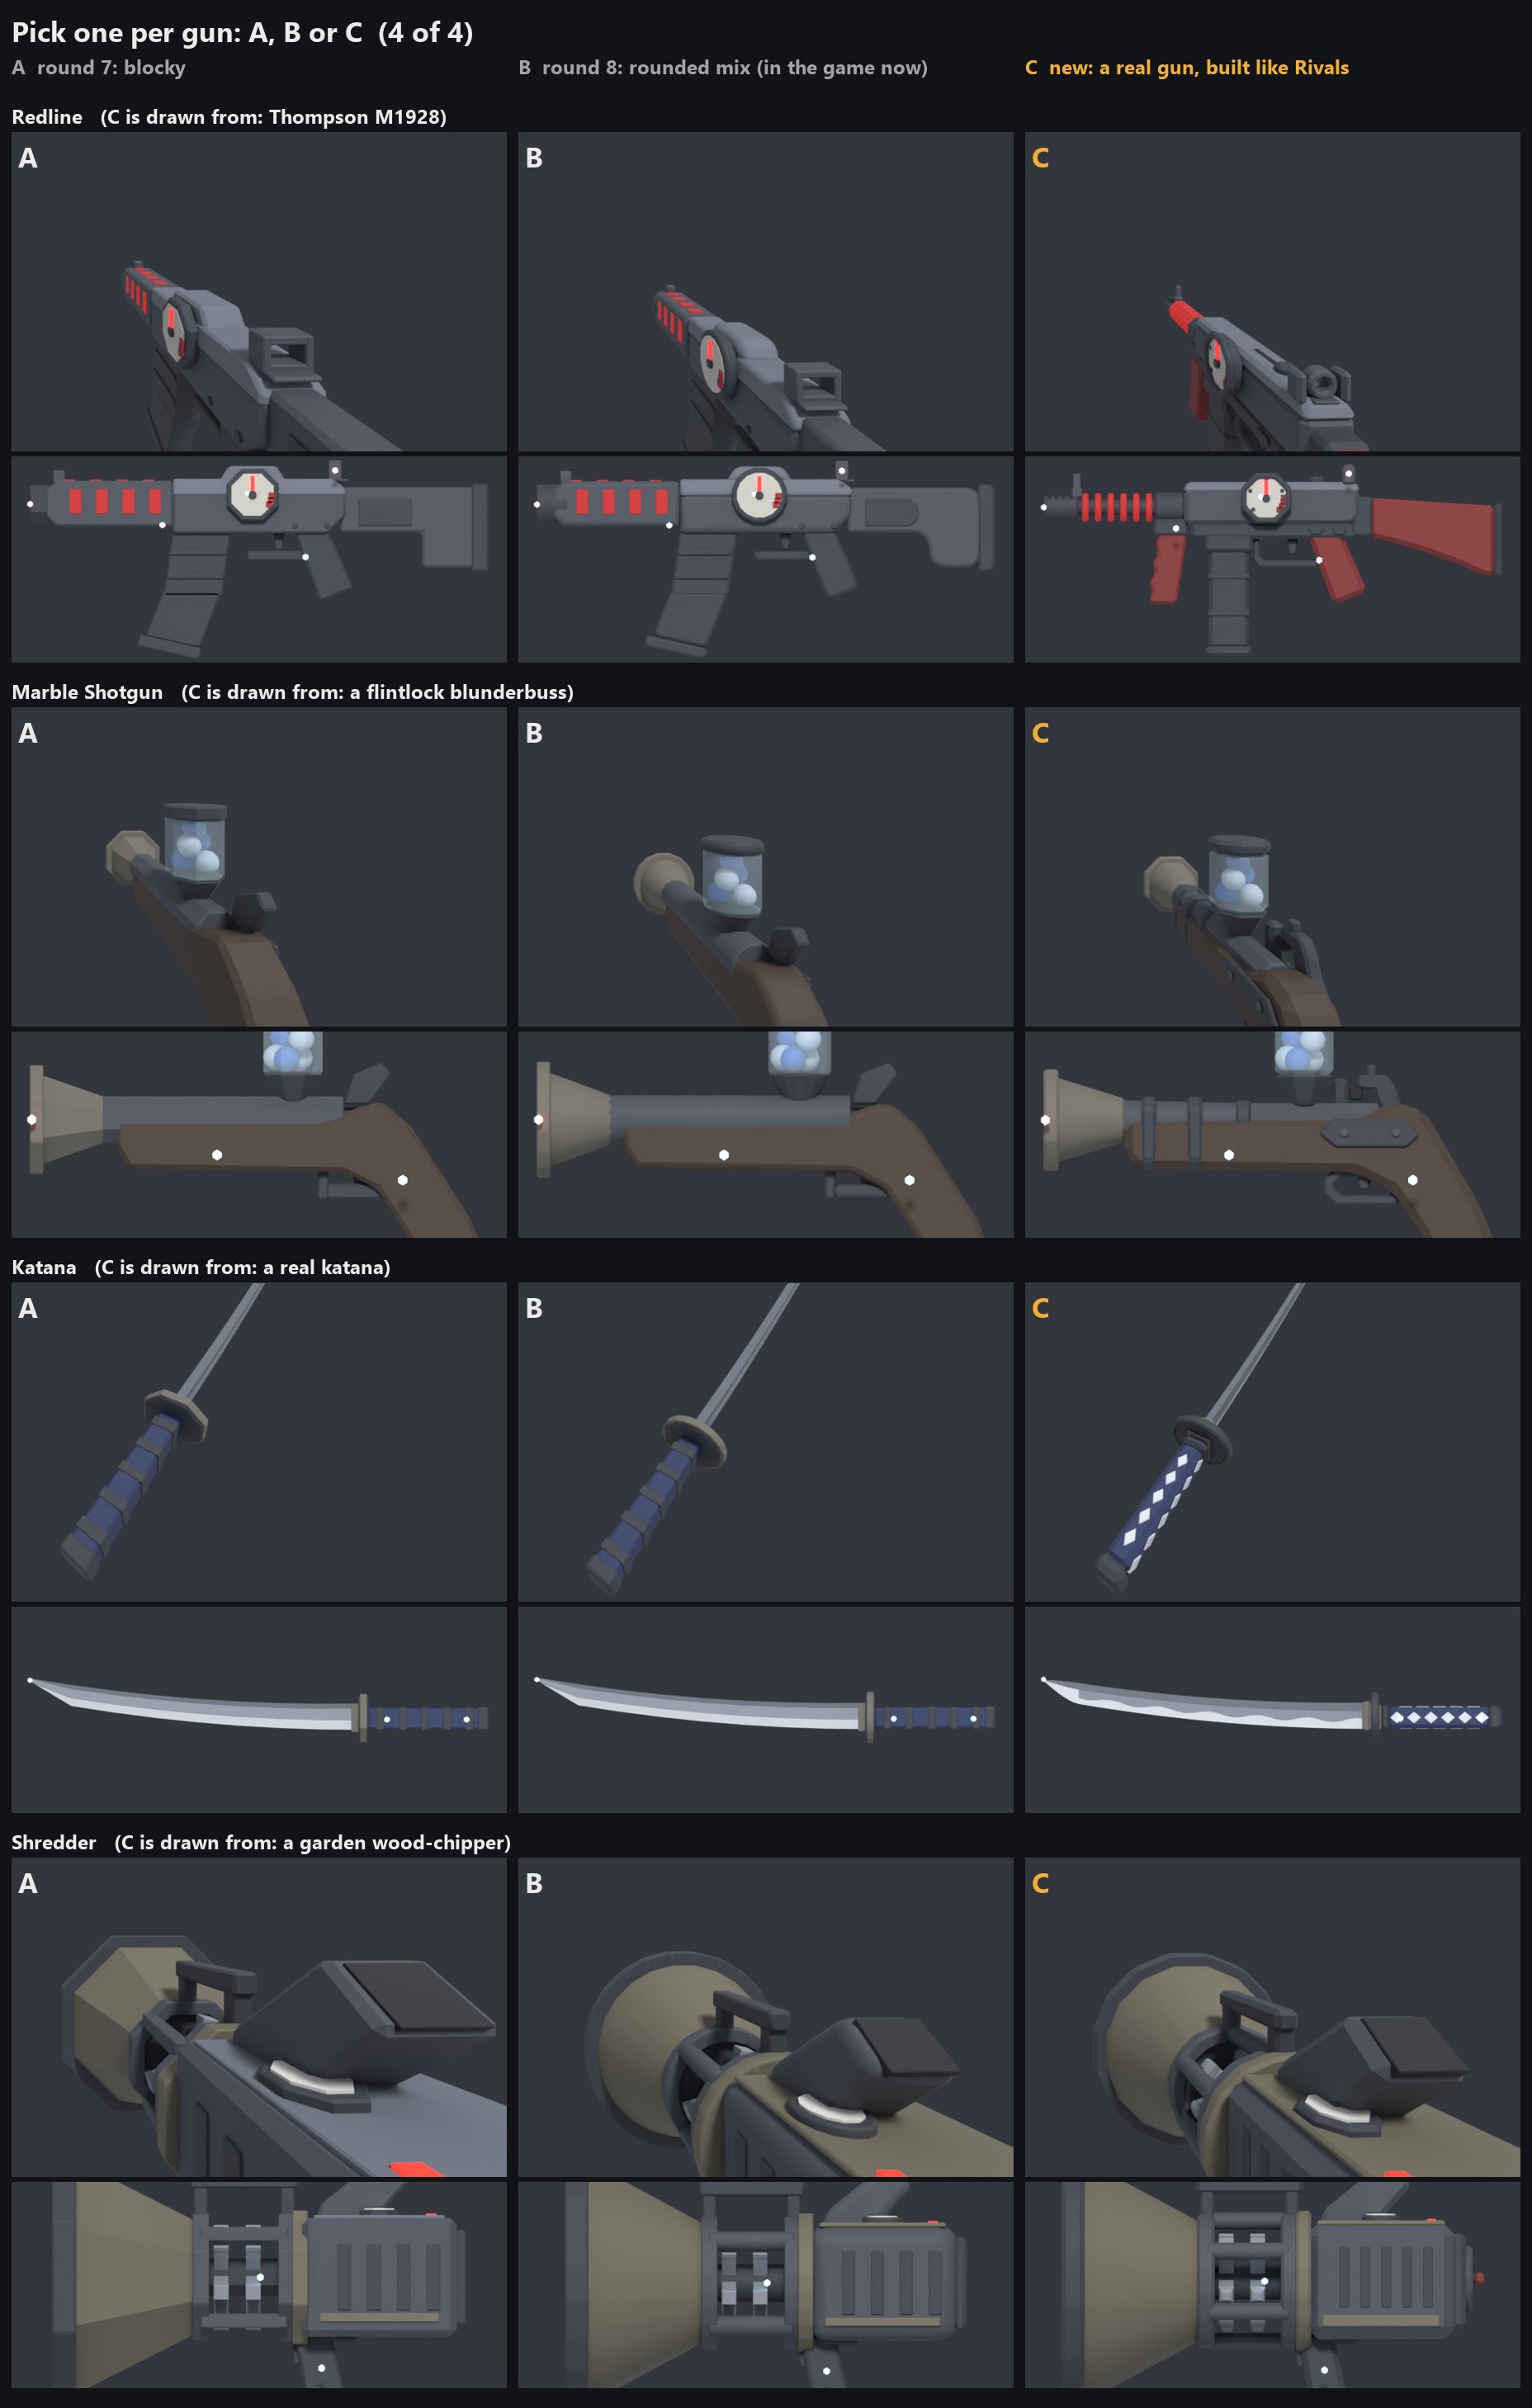 Pick one per gun: A, B or C (4 of 4)
A round 7: blocky
B round 8: rounded mix (in the game now)
C new: a real gun, built like Rivals
Redline (C is drawn from: Thompson M1928)
A
B
C
Marble Shotgun (C is drawn from: a flintlock blunderbuss)
A
B
C
Katana (C is drawn from: a real katana)
A
B
C
Shredder (C is drawn from: a garden wood-chipper)
A
B
C